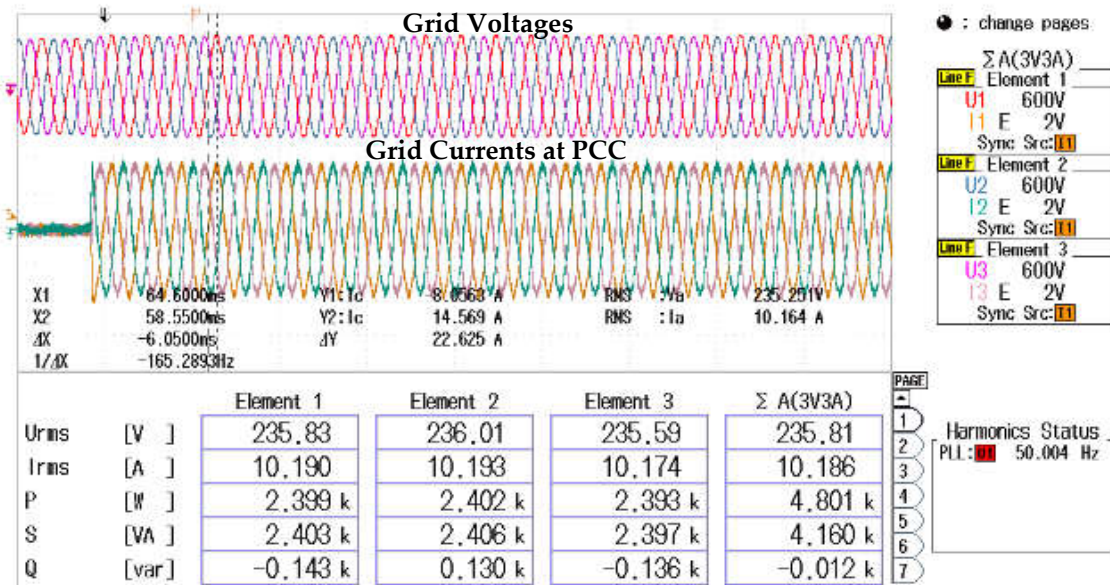 Grid Voltages
Grid Currents at PCC
X1 64.6000ms Y1:Ic -8.0563 A RMS :Va 235.251V
X2 58.5500ms Y2:Ic 14.569 A RMS :Ia 10.164 A
ΔX -6.0500ms ΔY 22.625 A
1/ΔX -165.2893Hz
Element 1 Element 2 Element 3 Σ A(3V3A)
Urms [V ] 235.83 236.01 235.59 235.81
Irms [A ] 10.190 10.193 10.174 10.186
P [W ] 2.399 k 2.402 k 2.393 k 4.801 k
S [VA ] 2.403 k 2.406 k 2.397 k 4.160 k
Q [var] -0.143 k 0.130 k -0.136 k -0.012 k
PAGE
1
2
3
4
5
6
7
: change pages
Σ A(3V3A)
Line F Element 1
U1 600V
I1 E 2V
Sync Src:I1
Line F Element 2
U2 600V
I2 E 2V
Sync Src:I1
Line F Element 3
U3 600V
I3 E 2V
Sync Src:I1
Harmonics Status
PLL:U1 50.004 Hz